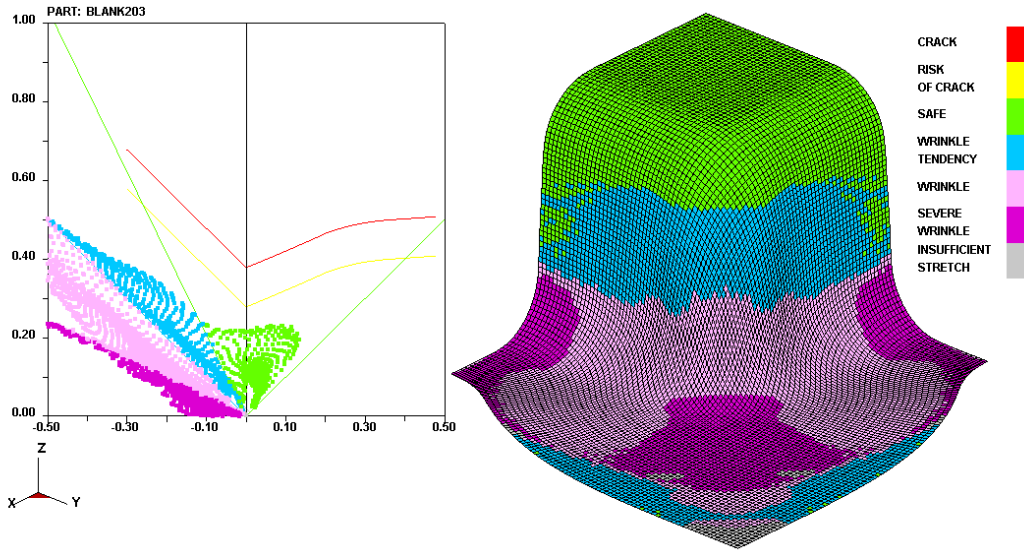 PART: BLANK203
1.00
0.80
0.60
0.40
0.20
0.00
-0.50
-0.30
-0.10
0.10
0.30
0.50
Z
X
Y
CRACK
RISK
OF CRACK
SAFE
WRINKLE
TENDENCY
WRINKLE
SEVERE
WRINKLE
INSUFFICIENT
STRETCH